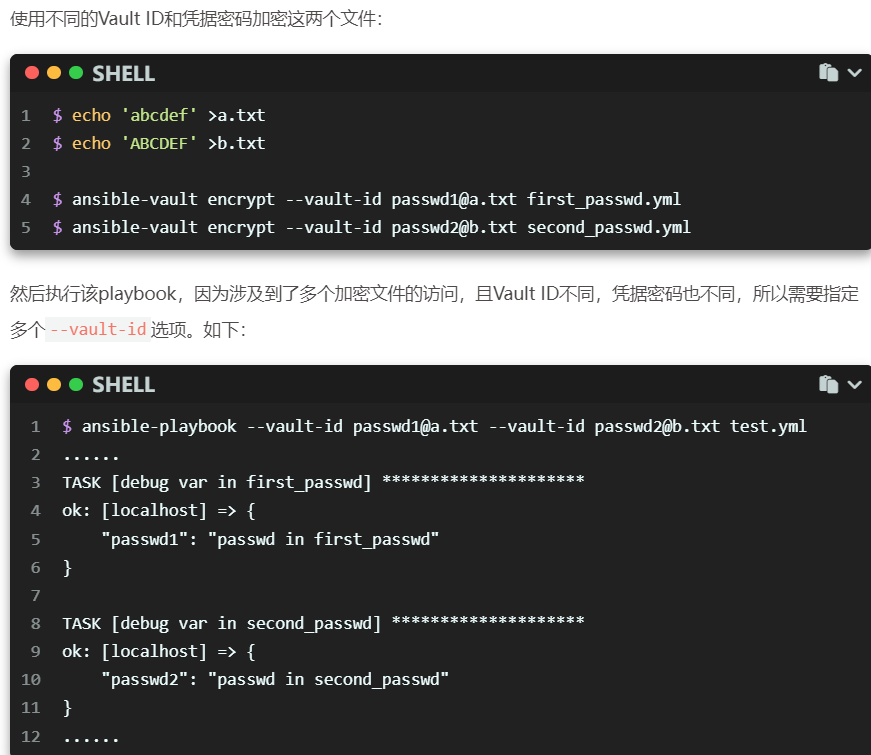 使用不同的Vault ID和凭据密码加密这两个文件:
SHELL
1 $ echo 'abcdef' >a.txt
2 $ echo 'ABCDEF' >b.txt
3
4 $ ansible-vault encrypt --vault-id passwd1@a.txt first_passwd.yml
5 $ ansible-vault encrypt --vault-id passwd2@b.txt second_passwd.yml
然后执行该playbook，因为涉及到了多个加密文件的访问，且Vault ID不同，凭据密码也不同，所以需要指定
多个--vault-id选项。如下:
SHELL
1 $ ansible-playbook --vault-id passwd1@a.txt --vault-id passwd2@b.txt test.yml
2 ......
3 TASK [debug var in first_passwd] *********************
4 ok: [localhost] => {
5     "passwd1": "passwd in first_passwd"
6 }
7
8 TASK [debug var in second_passwd] ********************
9 ok: [localhost] => {
10     "passwd2": "passwd in second_passwd"
11 }
12 ......